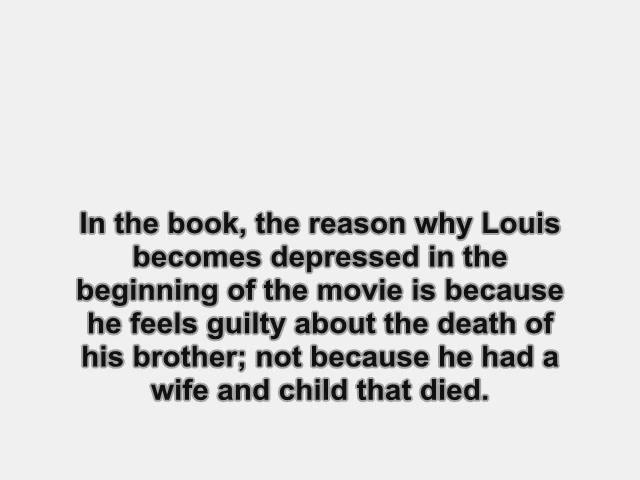 In the book, the reason why Louis
becomes depressed in the
beginning of the movie is because
he feels guilty about the death of
his brother; not because he had a
wife and child that died.